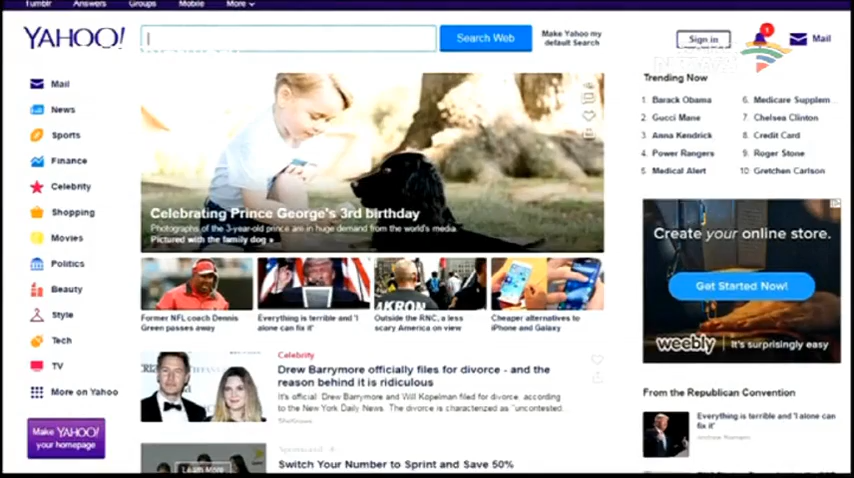 Tumblr Answers Groups Mobile More
YAHOO!
Search Web
Make Yahoo my
default Search
Sign in
1
Mail
Mail
News
Sports
Finance
Celebrity
Shopping
Movies
Politics
Beauty
Style
Tech
TV
More on Yahoo
Make YAHOO!
your homepage
Celebrating Prince George's 3rd birthday
Photographs of the 3-year-old prince are in huge demand from the world's media.
Pictured with the family dog »
Former NFL coach Dennis
Green passes away
Everything is terrible and 'I
alone can fix it'
AKRON
Outside the RNC, a less
scary America on view
Cheaper alternatives to
iPhone and Galaxy
Celebrity
Drew Barrymore officially files for divorce - and the
reason behind it is ridiculous
It's official. Drew Barrymore and Will Kopelman filed for divorce, according
to the New York Daily News. The divorce is characterized as "uncontested.
SheKnows
Sponsored
Learn More
Switch Your Number to Sprint and Save 50%
Trending Now
1. Barack Obama
2. Gucci Mane
3. Anna Kendrick
4. Power Rangers
5. Medical Alert
6. Medicare Supplem...
7. Chelsea Clinton
8. Credit Card
9. Roger Stone
10. Gretchen Carlson
Create your online store.
Get Started Now!
weebly It's surprisingly easy
From the Republican Convention
Everything is terrible and 'I alone can
fix it'